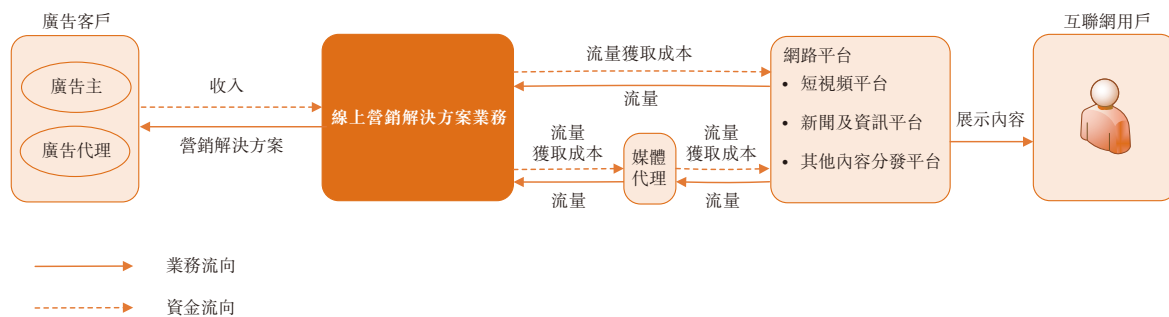 廣告客戶
廣告主
廣告代理
收入
營銷解決方案
線上營銷解決方案業務
流量獲取成本
流量
流量
獲取成本
流量
媒體
代理
流量
獲取成本
流量
網路平台
• 短視頻平台
• 新聞及資訊平台
• 其他內容分發平台
展示內容
互聯網用戶
業務流向
資金流向